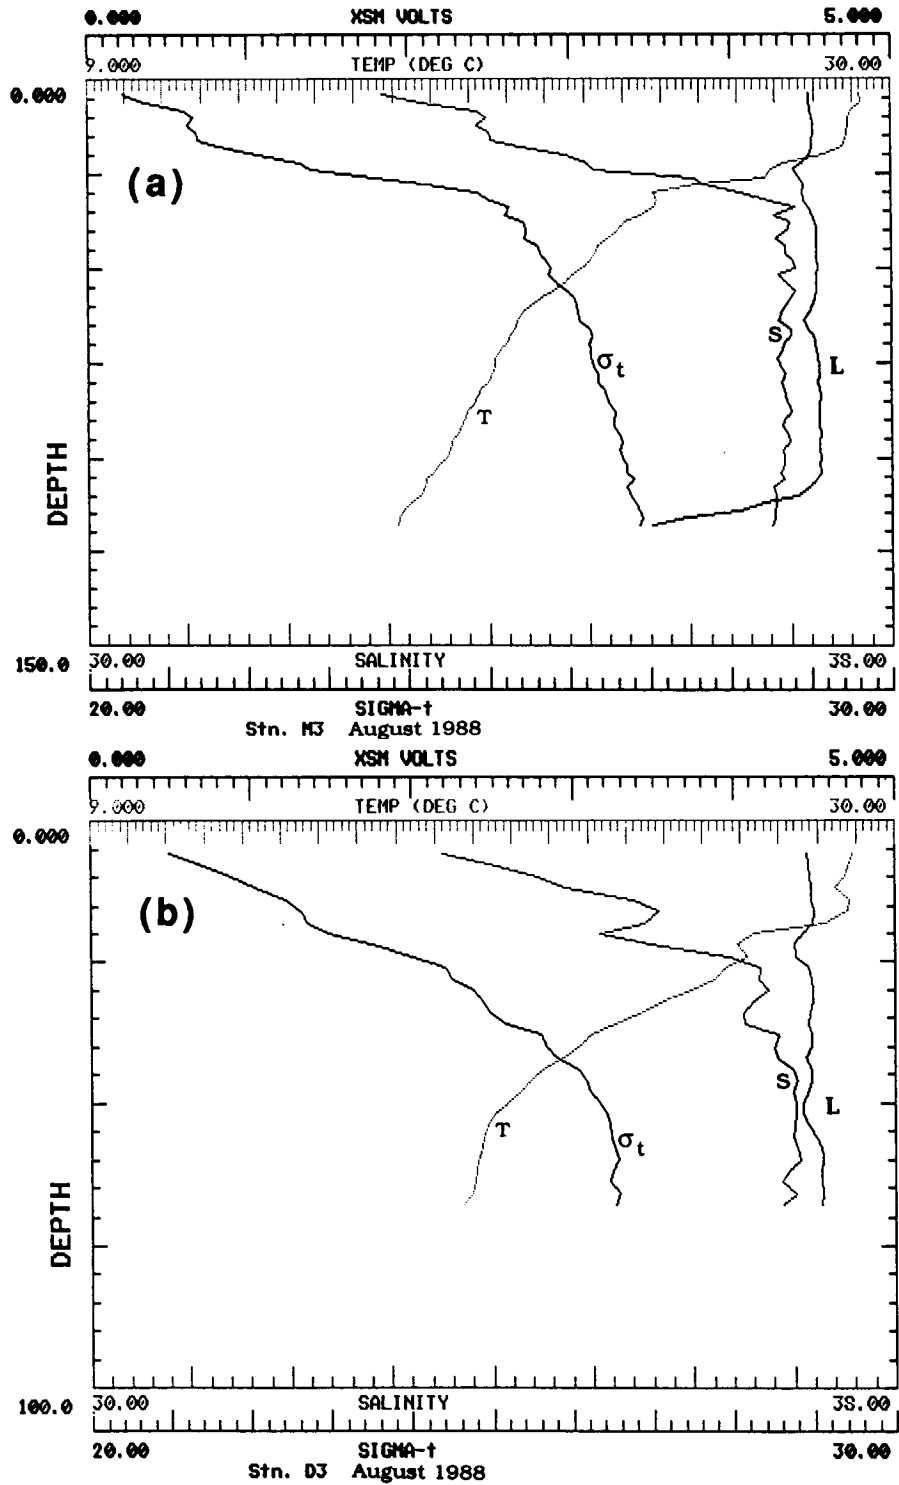 0.000 XSM VOLTS 5.000
9.000 TEMP (DEG C) 30.00
0.000
(a)
S
σt
L
T
DEPTH
150.0 30.00 SALINITY 38.00
20.00 SIGMA-t 30.00
Stn. M3 August 1988
0.000 XSM VOLTS 5.000
9.000 TEMP (DEG C) 30.00
0.000
(b)
S
L
T
σt
DEPTH
100.0 30.00 SALINITY 38.00
20.00 SIGMA-t 30.00
Stn. D3 August 1988